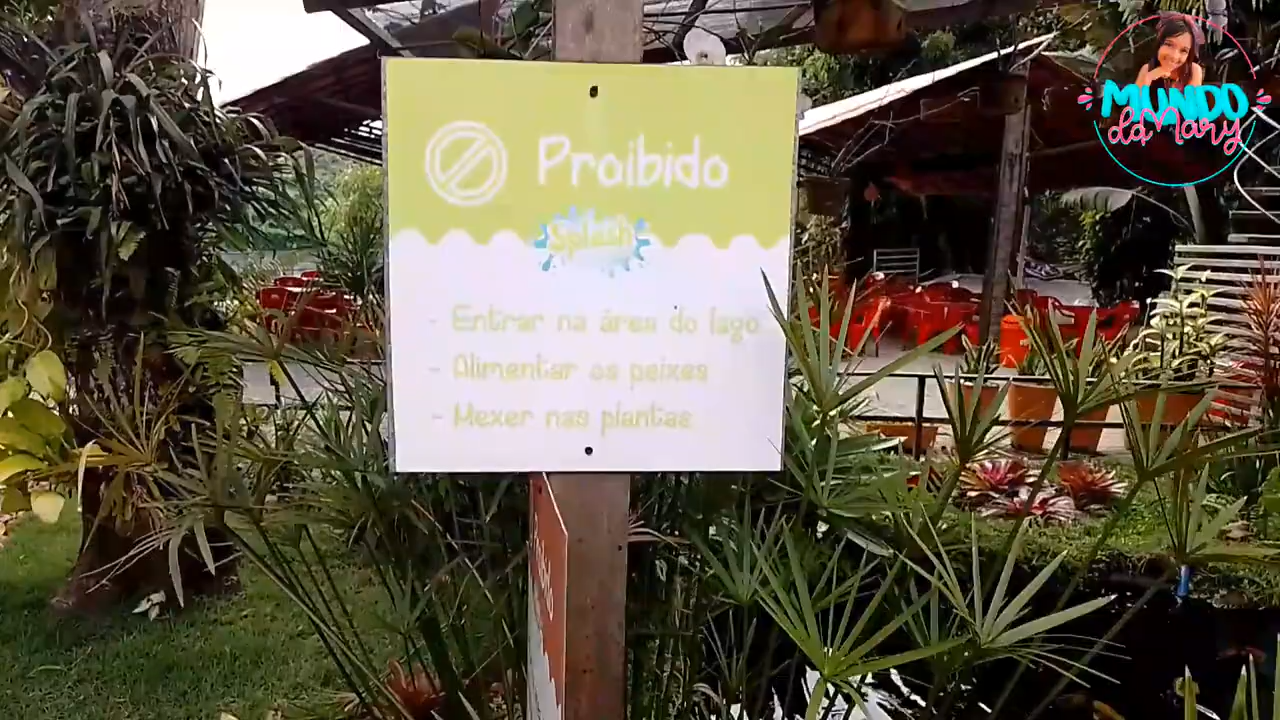 Proibido
Splash
- Entrar na área do lago
- Alimentar os peixes
- Mexer nas plantas
MUNDO
da Mary